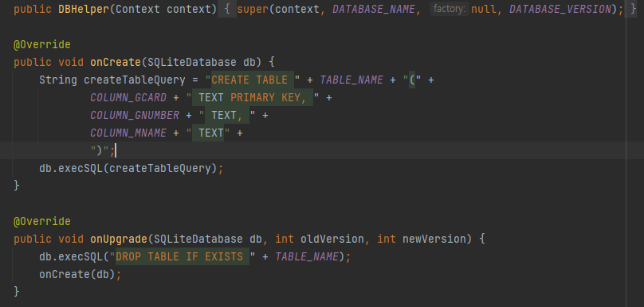 public DBHelper(Context context) { super(context, DATABASE_NAME, factory: null, DATABASE_VERSION); }
@Override
public void onCreate(SQLiteDatabase db) {
String createTableQuery = "CREATE TABLE " + TABLE_NAME + "(" +
COLUMN_GCARD + " TEXT PRIMARY KEY, " +
COLUMN_GNUMBER + " TEXT, " +
COLUMN_MNAME + " TEXT" +
")";
db.execSQL(createTableQuery);
}
@Override
public void onUpgrade(SQLiteDatabase db, int oldVersion, int newVersion) {
db.execSQL("DROP TABLE IF EXISTS " + TABLE_NAME);
onCreate(db);
}